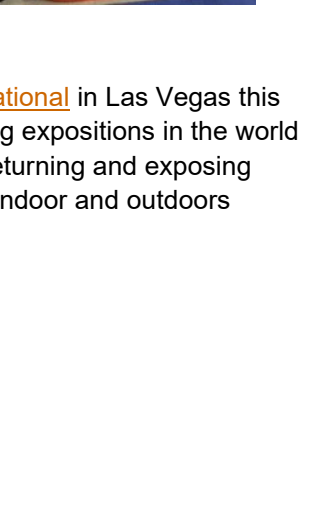 ational in Las Vegas this
g expositions in the world
eturning and exposing
ndoor and outdoors